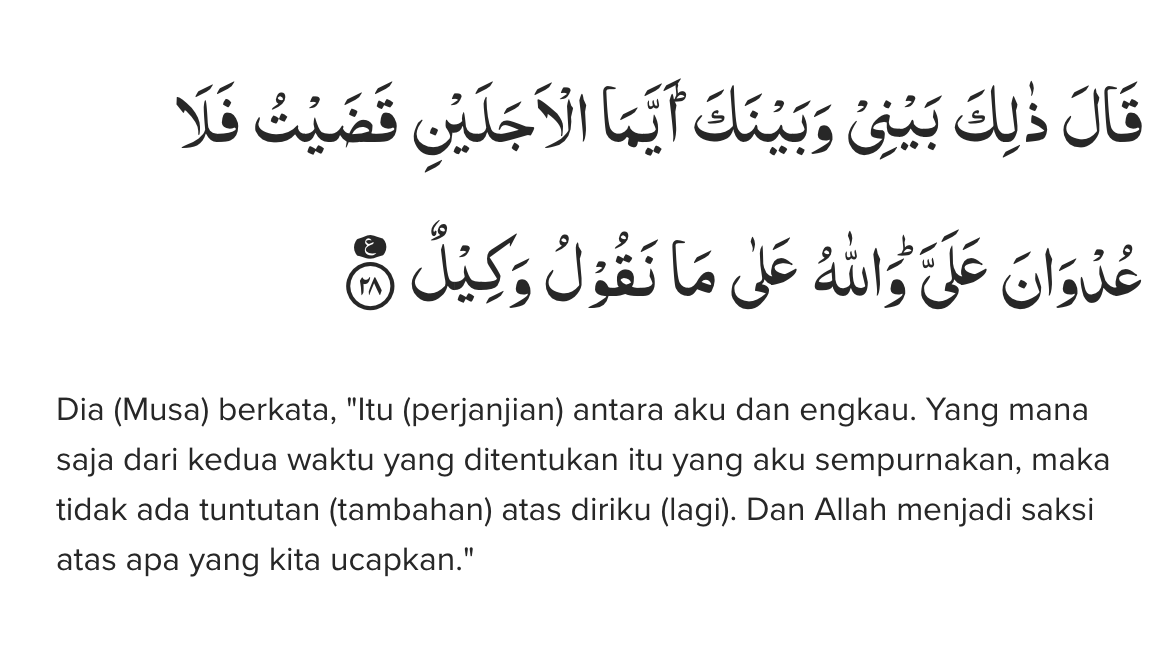 قَالَ ذٰلِكَ بَيْنِيْ وَبَيْنَكَ ۗاَيَّمَا الْاَجَلَيْنِ قَضَيْتُ فَلَا
عُدْوَانَ عَلَيَّ ۗوَاللّٰهُ عَلٰى مَا نَقُوْلُ وَكِيْلٌ ࣖ ٢٨
Dia (Musa) berkata, "Itu (perjanjian) antara aku dan engkau. Yang mana
saja dari kedua waktu yang ditentukan itu yang aku sempurnakan, maka
tidak ada tuntutan (tambahan) atas diriku (lagi). Dan Allah menjadi saksi
atas apa yang kita ucapkan."